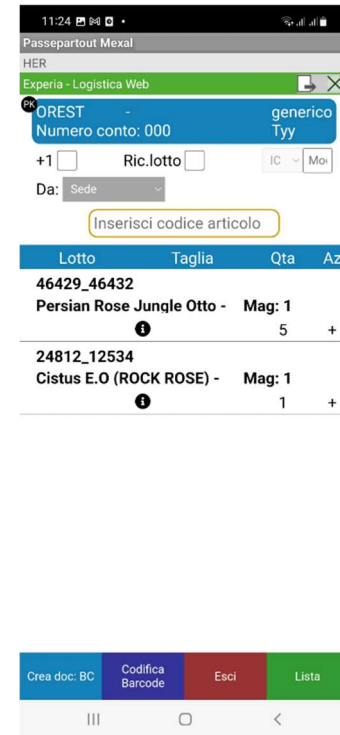 11:24
Passepartout Mexal
HER
Experia - Logistica Web
PK
OREST - generico
Numero conto: 000 Tyy
+1 Ric.lotto IC Mo
Da: Sede
Inserisci codice articolo
Lotto Taglia Qta Az
46429_46432
Persian Rose Jungle Otto - Mag: 1
5 +
24812_12534
Cistus E.O (ROCK ROSE) - Mag: 1
1 +
Crea doc: BC Codifica Barcode Esci Lista